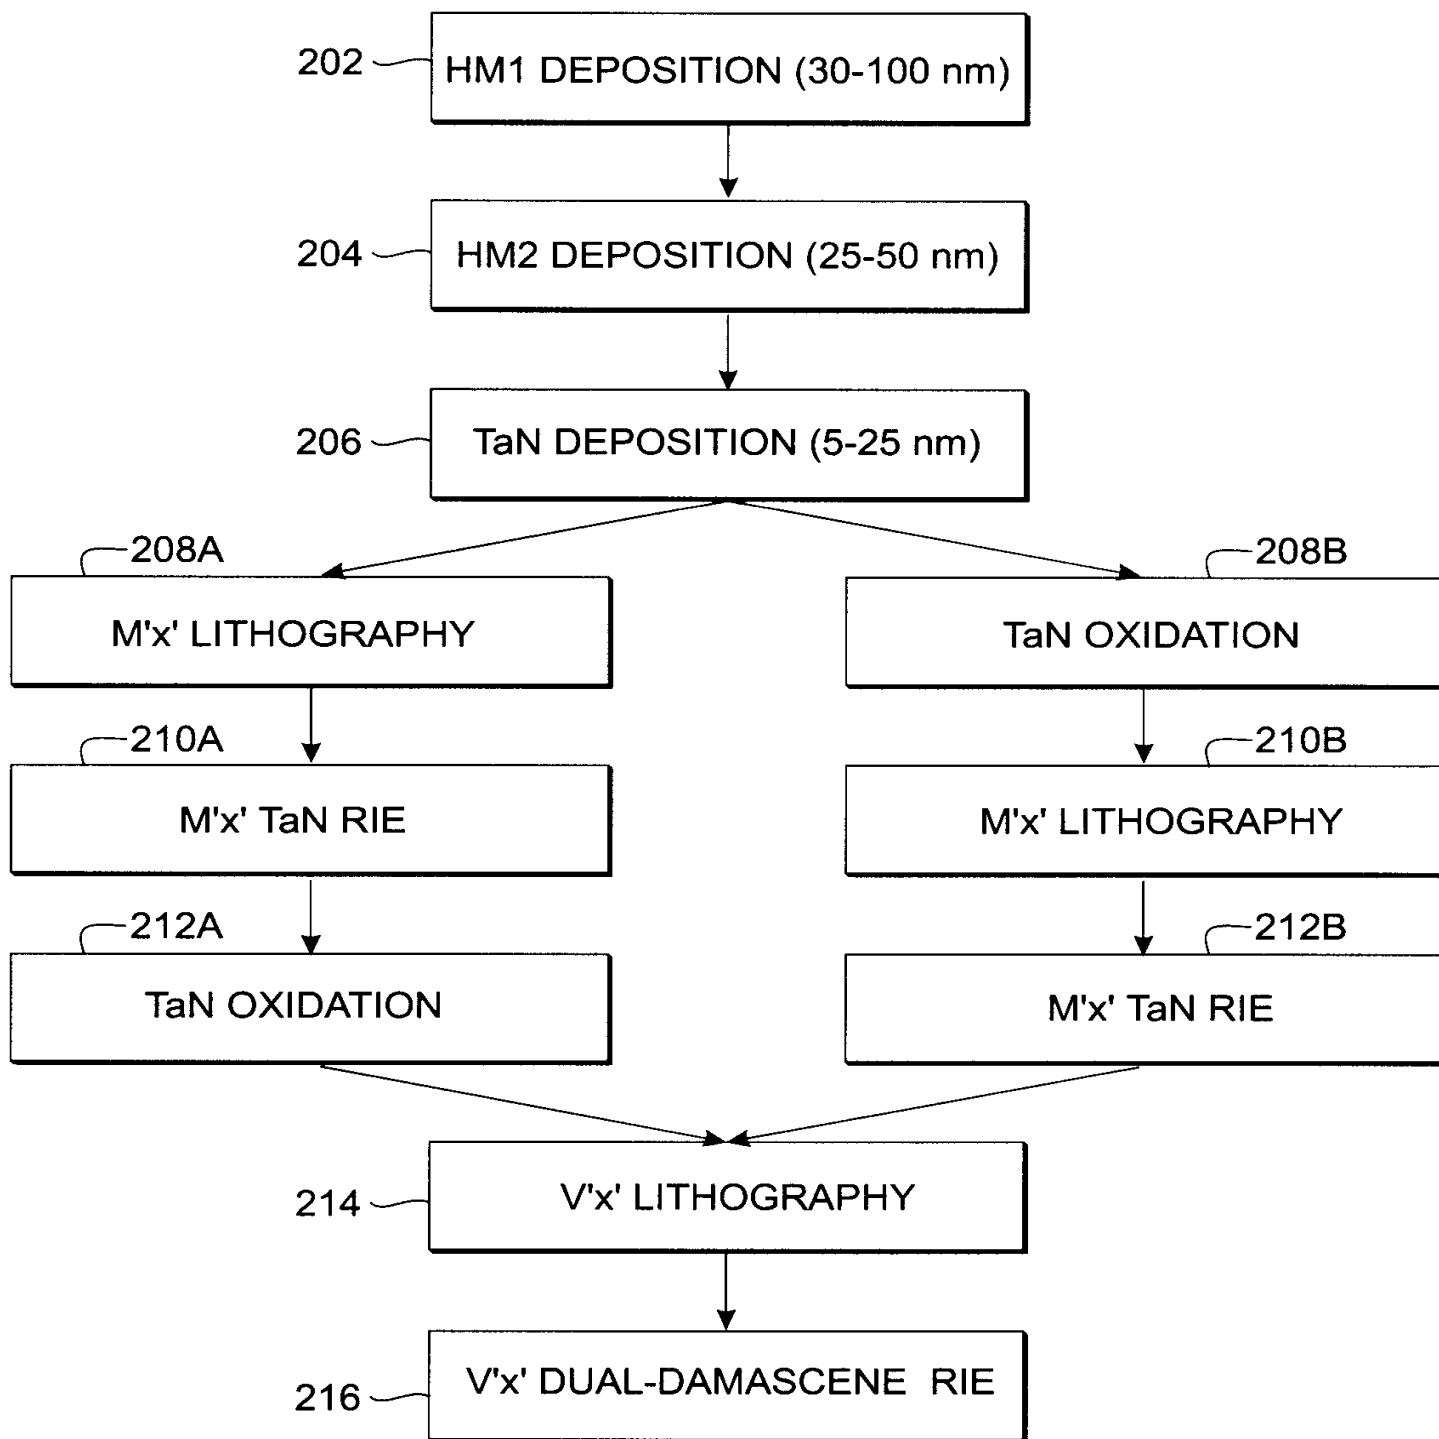 202
HM1 DEPOSITION (30-100 nm)
204
HM2 DEPOSITION (25-50 nm)
206
TaN DEPOSITION (5-25 nm)
208A
M'x' LITHOGRAPHY
208B
TaN OXIDATION
210A
M'x' TaN RIE
210B
M'x' LITHOGRAPHY
212A
TaN OXIDATION
212B
M'x' TaN RIE
214
V'x' LITHOGRAPHY
216
V'x' DUAL-DAMASCENE RIE